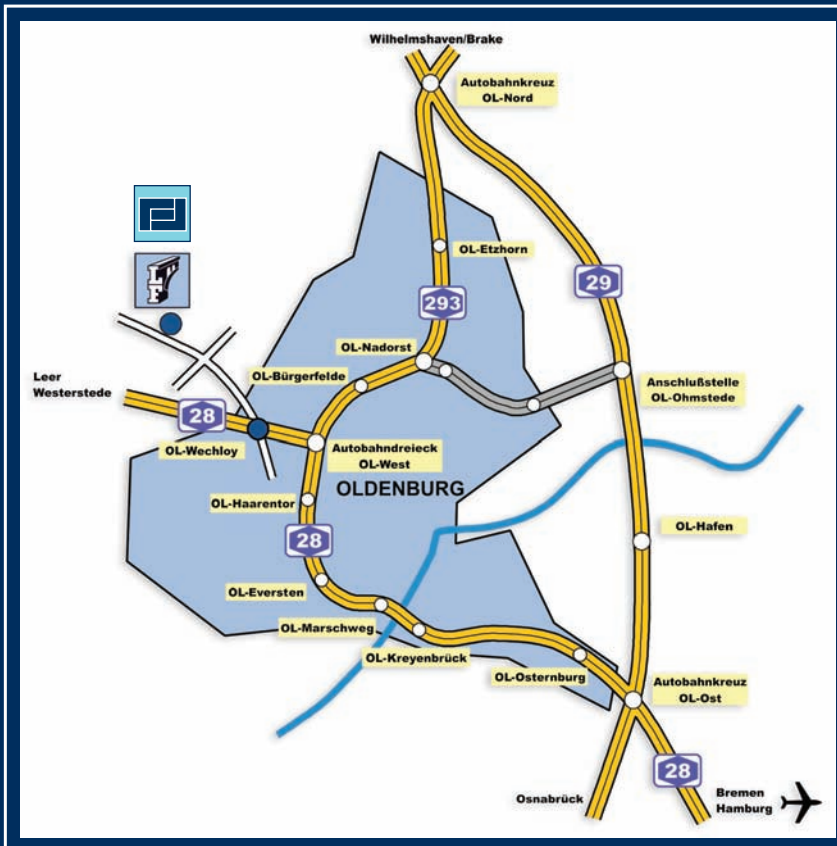 Wilhelmshaven/Brake
Autobahnkreuz
OL-Nord
OL-Etzhorn
293
29
OL-Nadorst
OL-Bürgerfelde
Leer
Westerstede
28
OL-Wechloy
Anschlußstelle
OL-Ohmstede
Autobahndreieck
OL-West
OLDENBURG
OL-Haarentor
28
OL-Hafen
OL-Eversten
OL-Marschweg
OL-Kreyenbrück
OL-Osternburg
Autobahnkreuz
OL-Ost
28
Osnabrück
Bremen
Hamburg